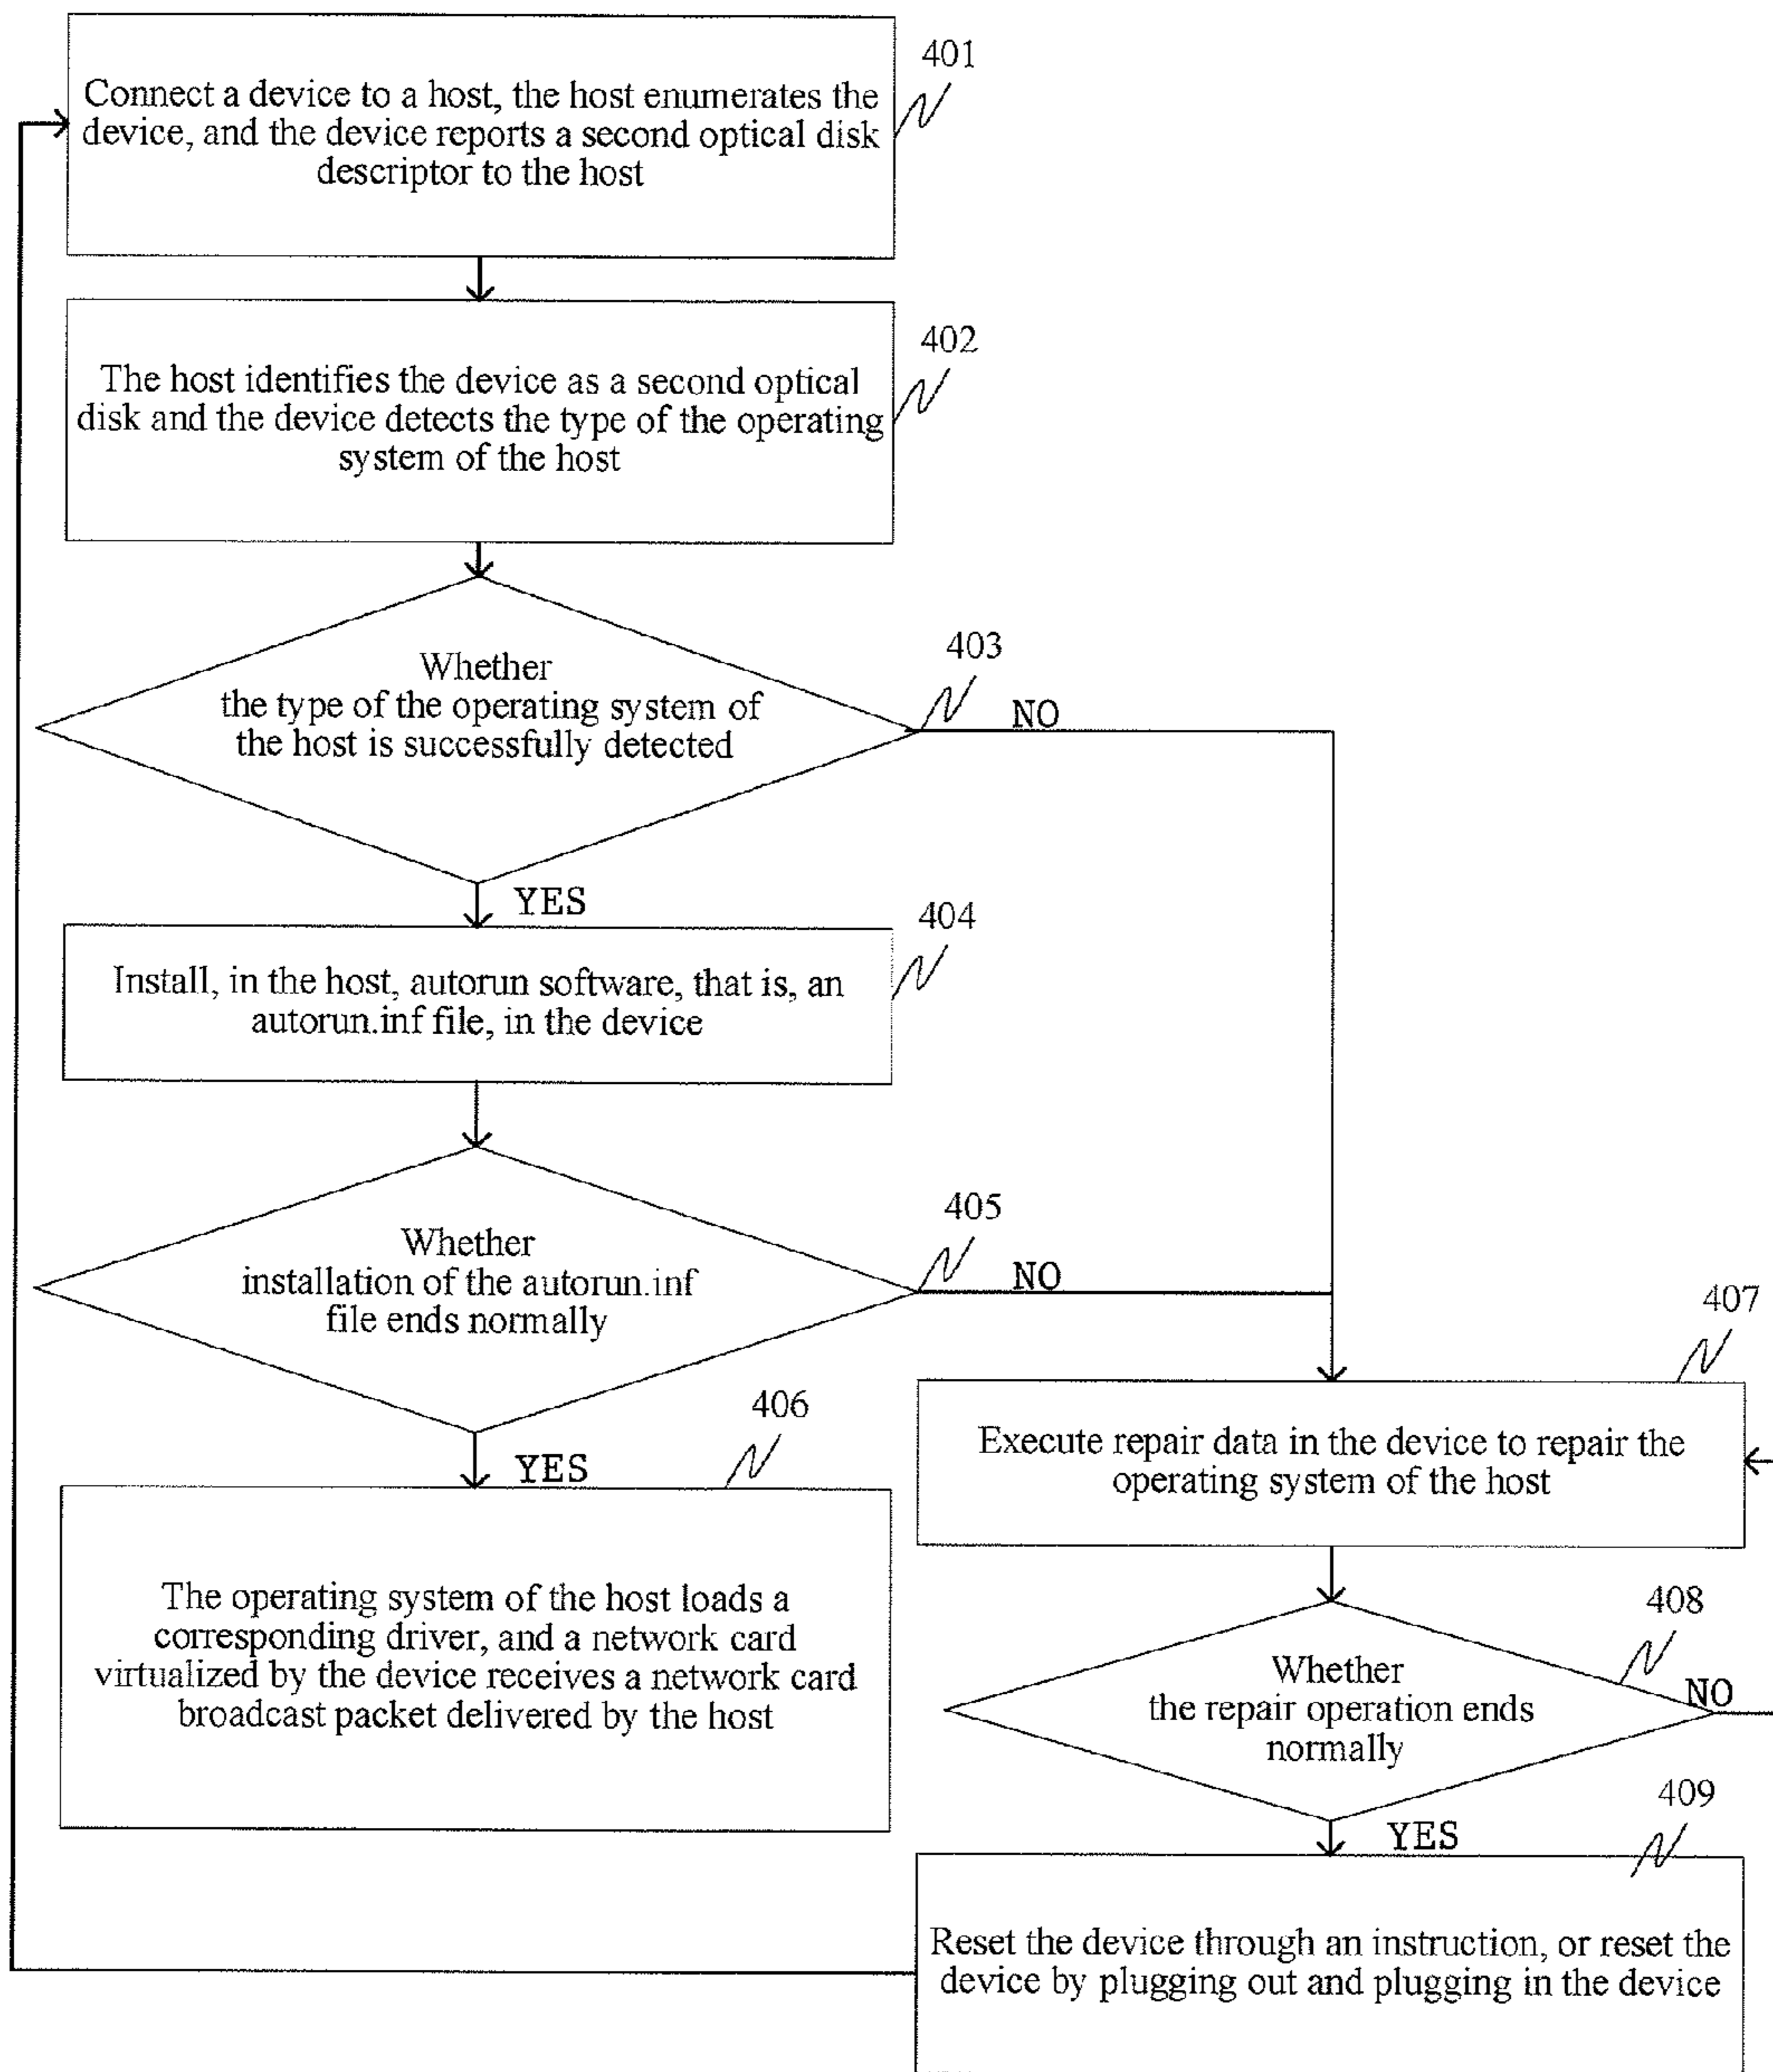 401
Connect a device to a host, the host enumerates the
device, and the device reports a second optical disk
descriptor to the host
402
The host identifies the device as a second optical
disk and the device detects the type of the operating
system of the host
403
Whether
the type of the operating system of
the host is successfully detected
NO
YES
404
Install, in the host, autorun software, that is, an
autorun.inf file, in the device
405
Whether
installation of the autorun.inf
file ends normally
NO
YES
406
The operating system of the host loads a
corresponding driver, and a network card
virtualized by the device receives a network card
broadcast packet delivered by the host
407
Execute repair data in the device to repair the
operating system of the host
408
Whether
the repair operation ends
normally
NO
YES
409
Reset the device through an instruction, or reset the
device by plugging out and plugging in the device